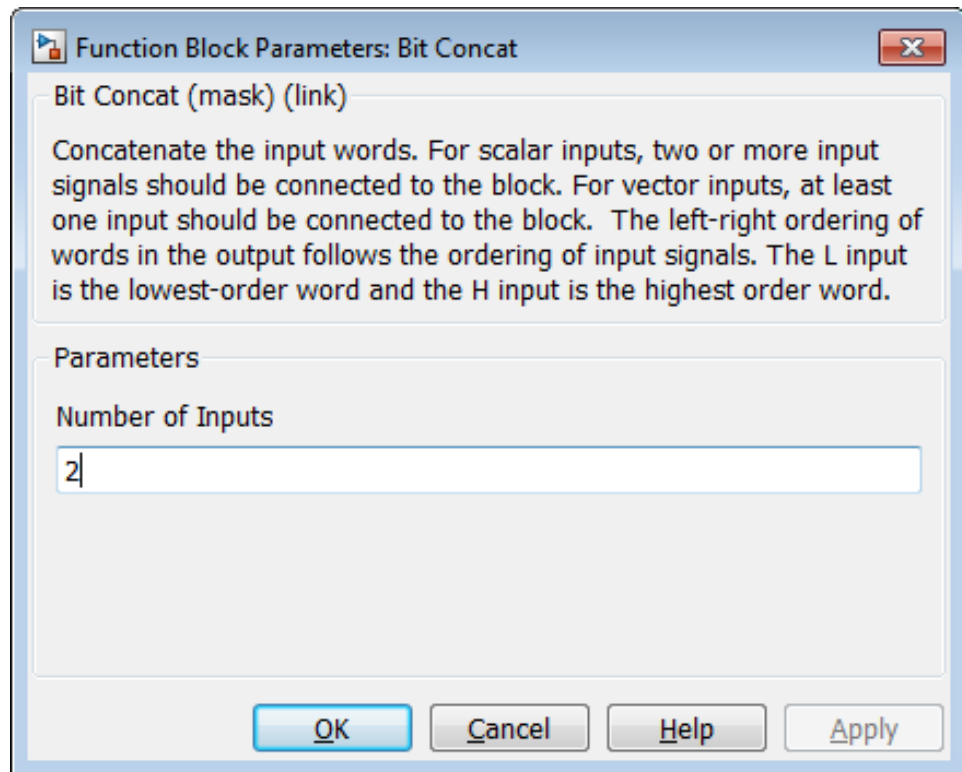 Function Block Parameters: Bit Concat
Bit Concat (mask) (link)
Concatenate the input words. For scalar inputs, two or more input
signals should be connected to the block. For vector inputs, at least
one input should be connected to the block.  The left-right ordering of
words in the output follows the ordering of input signals. The L input
is the lowest-order word and the H input is the highest order word.
Parameters
Number of Inputs
2
OK Cancel Help Apply